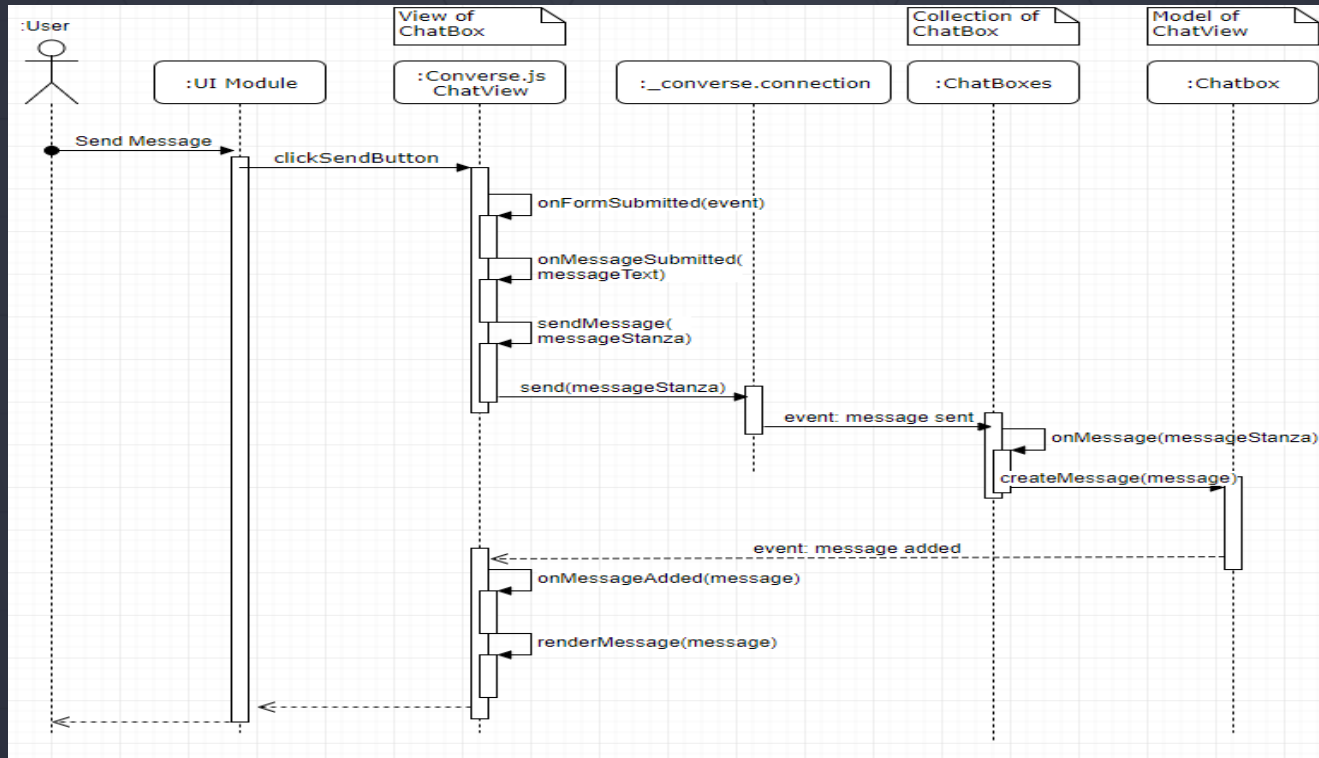 :User
View of
ChatBox
Collection of
ChatBox
Model of
ChatView
:UI Module
:Converse.js
ChatView
:_converse.connection
:ChatBoxes
:Chatbox
Send Message
clickSendButton
onFormSubmitted(event)
onMessageSubmitted(
messageText)
sendMessage(
messageStanza)
send(messageStanza)
event: message sent
onMessage(messageStanza)
createMessage(message)
event: message added
onMessageAdded(message)
renderMessage(message)